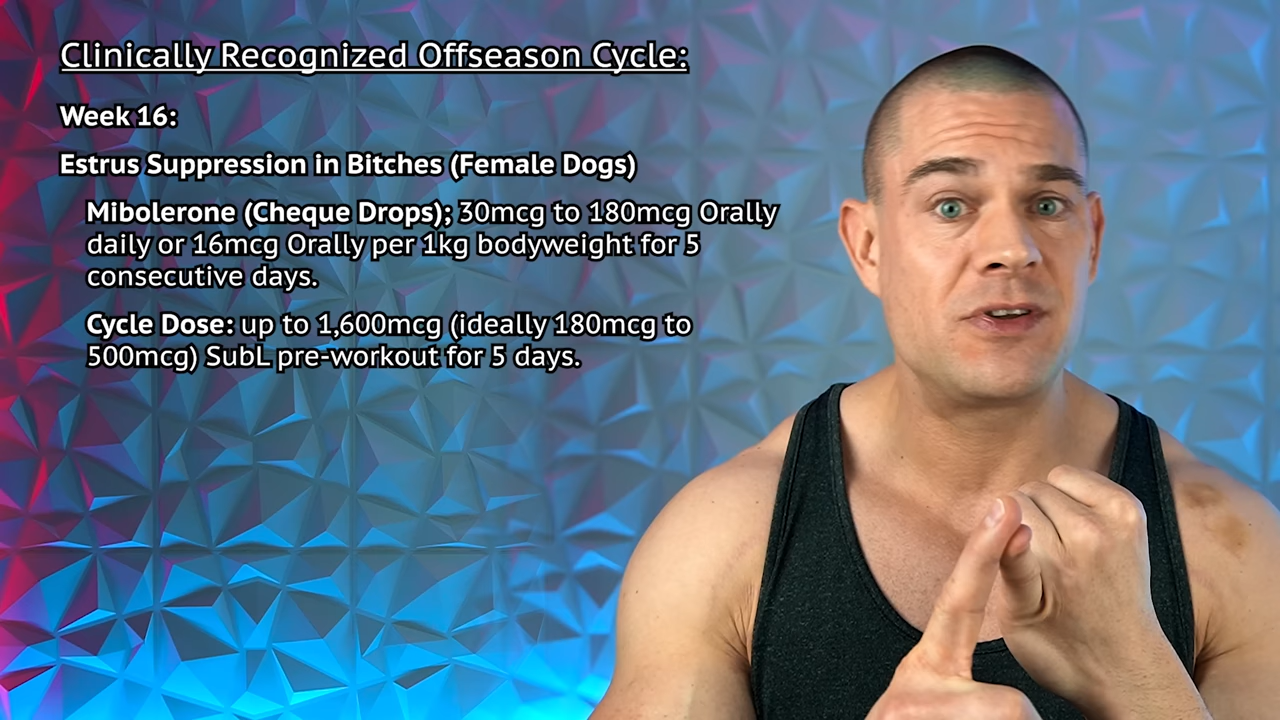 Clinically Recognized Offseason Cycle:
Week 16:
Estrus Suppression in Bitches (Female Dogs)
Mibolerone (Cheque Drops); 30mcg to 180mcg Orally
daily or 16mcg Orally per 1kg bodyweight for 5
consecutive days.
Cycle Dose: up to 1,600mcg (ideally 180mcg to
500mcg) SubL pre-workout for 5 days.